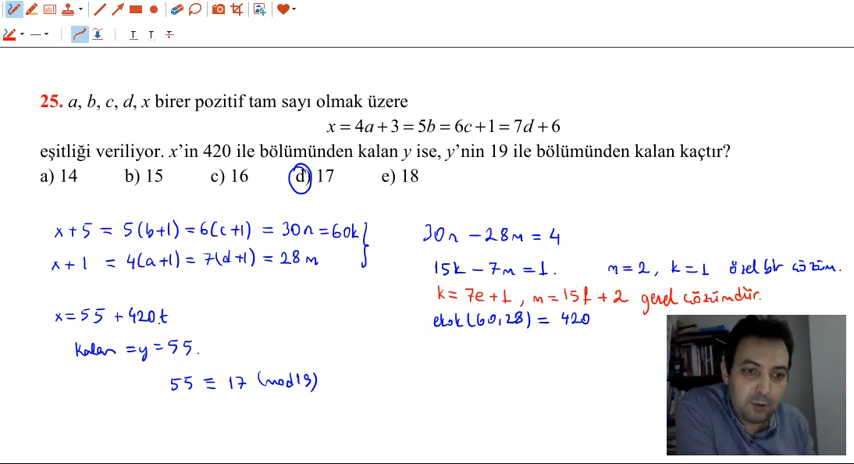 25. a, b, c, d, x birer pozitif tam sayı olmak üzere
x = 4a + 3 = 5b = 6c + 1 = 7d + 6
eşitliği veriliyor. x’in 420 ile bölümünden kalan y ise, y’nin 19 ile bölümünden kalan kaçtır?
a) 14 b) 15 c) 16 d) 17 e) 18
x+5 = 5(b+1) = 6(c+1) = 30n = 60k
x+1 = 4(a+1) = 7(d+1) = 28m
x = 55 + 420.t
Kalan = y = 55.
55 ≡ 17 (mod 19)
30n − 28m = 4
15k − 7m = 1. m=2, k=1 özel bir çözüm.
k = 7e+1, m = 15f+2 genel çözümdür.
ekok(60,28) = 420